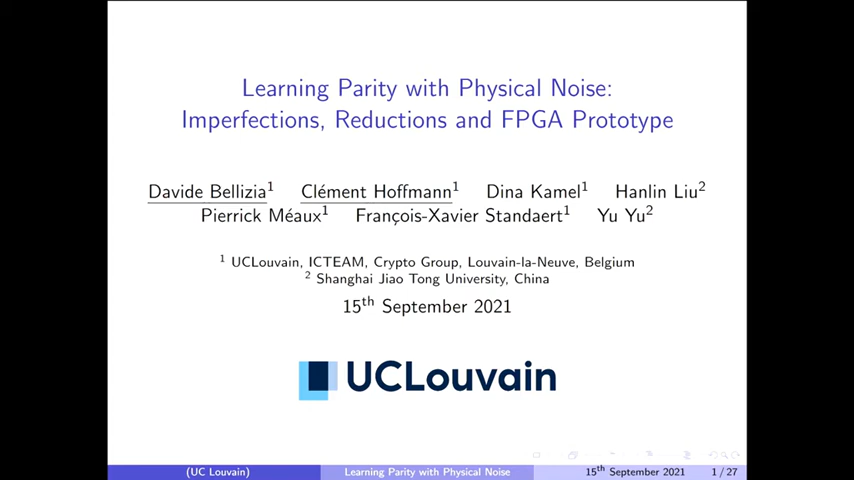 Learning Parity with Physical Noise:
Imperfections, Reductions and FPGA Prototype
Davide Bellizia¹ Clément Hoffmann¹ Dina Kamel¹ Hanlin Liu²
Pierrick Méaux¹ François-Xavier Standaert¹ Yu Yu²
¹ UCLouvain, ICTEAM, Crypto Group, Louvain-la-Neuve, Belgium
² Shanghai Jiao Tong University, China
15th September 2021
UCLouvain
(UC Louvain) Learning Parity with Physical Noise 15th September 2021 1 / 27